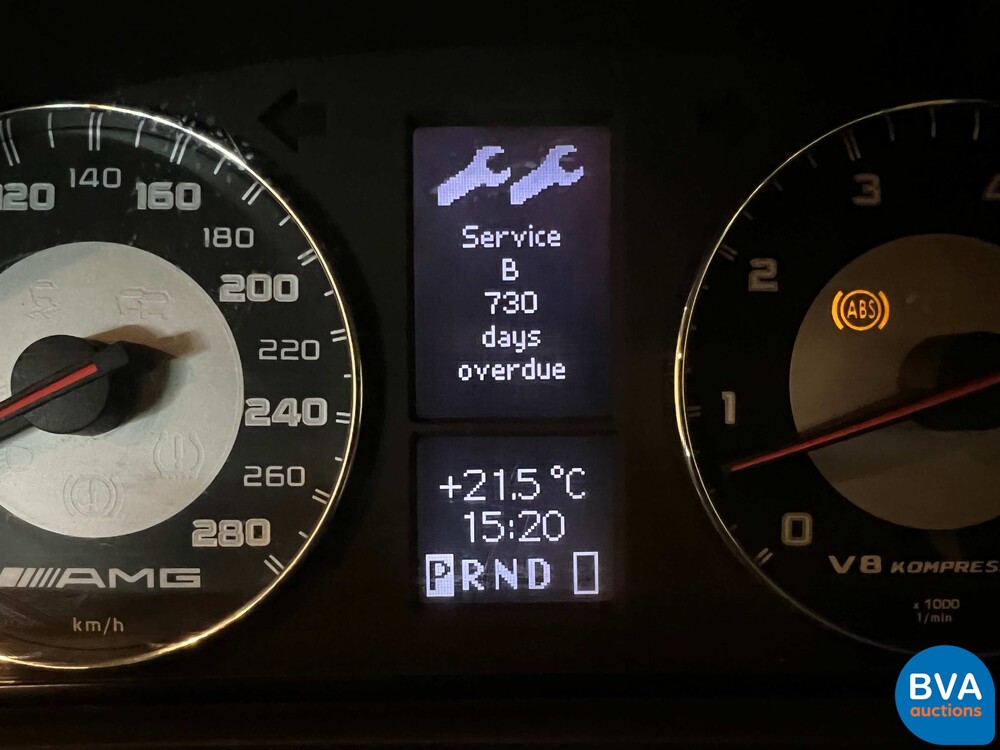 120
140
160
180
200
220
240
260
280
AMG
km/h
Service
B
730
days
overdue
+21.5 °C
15:20
PRND
0
1
2
3
4
ABS
V8 KOMPRES
x 1000
1/min
BVA
auctions